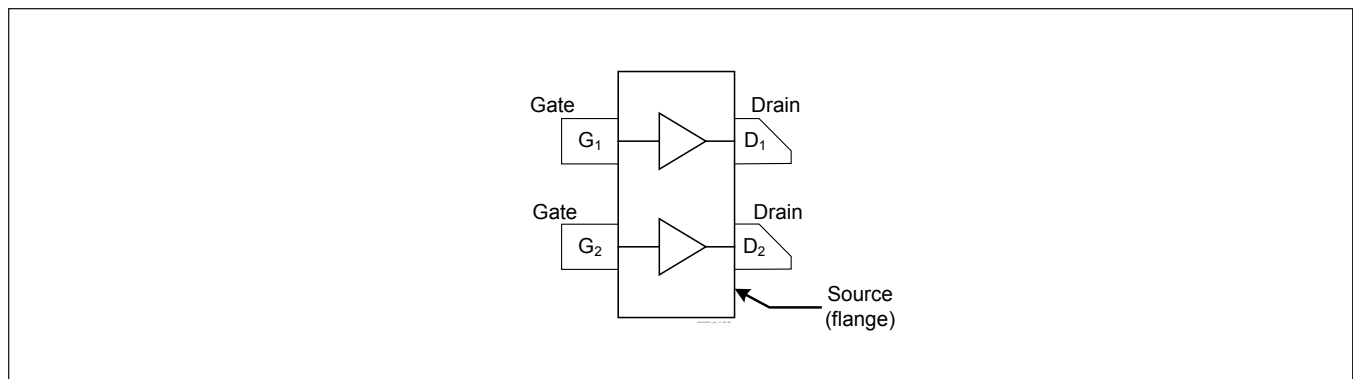 Gate
Drain
G₁
D₁
Gate
Drain
G₂
D₂
Source
(flange)